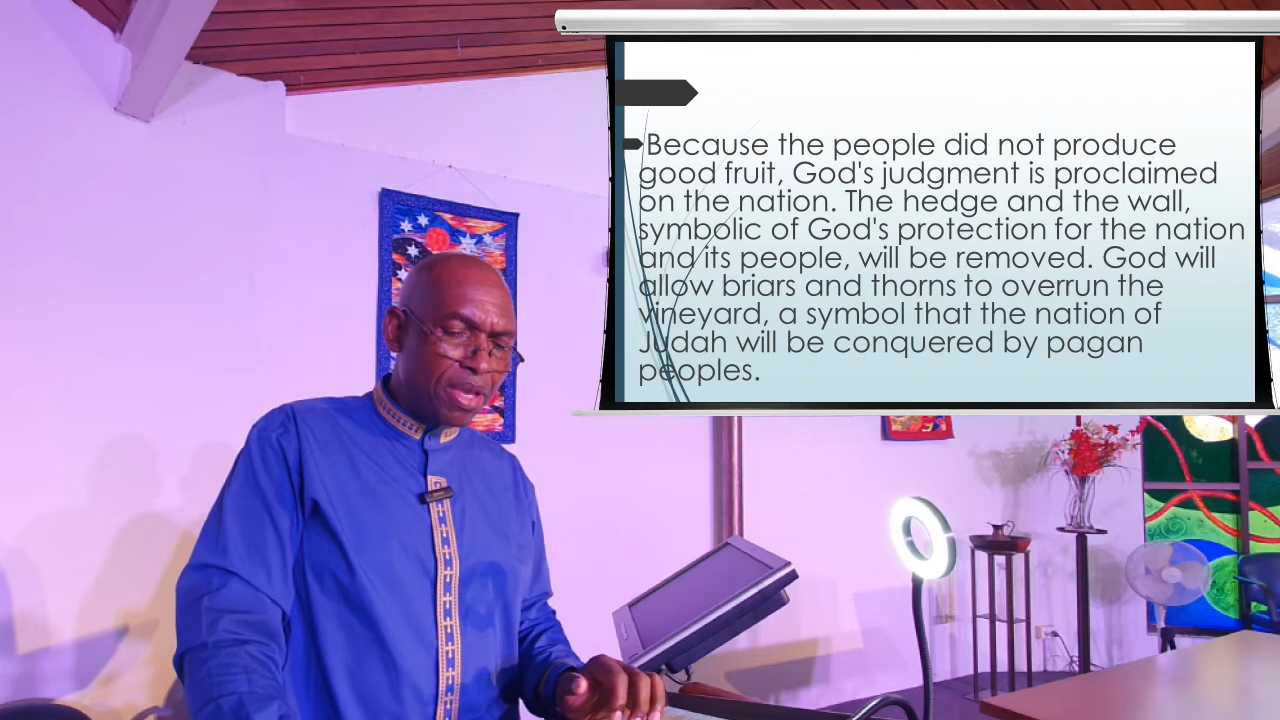 Because the people did not produce
good fruit, God's judgment is proclaimed
on the nation. The hedge and the wall,
symbolic of God's protection for the nation
and its people, will be removed. God will
allow briars and thorns to overrun the
vineyard, a symbol that the nation of
Judah will be conquered by pagan
peoples.